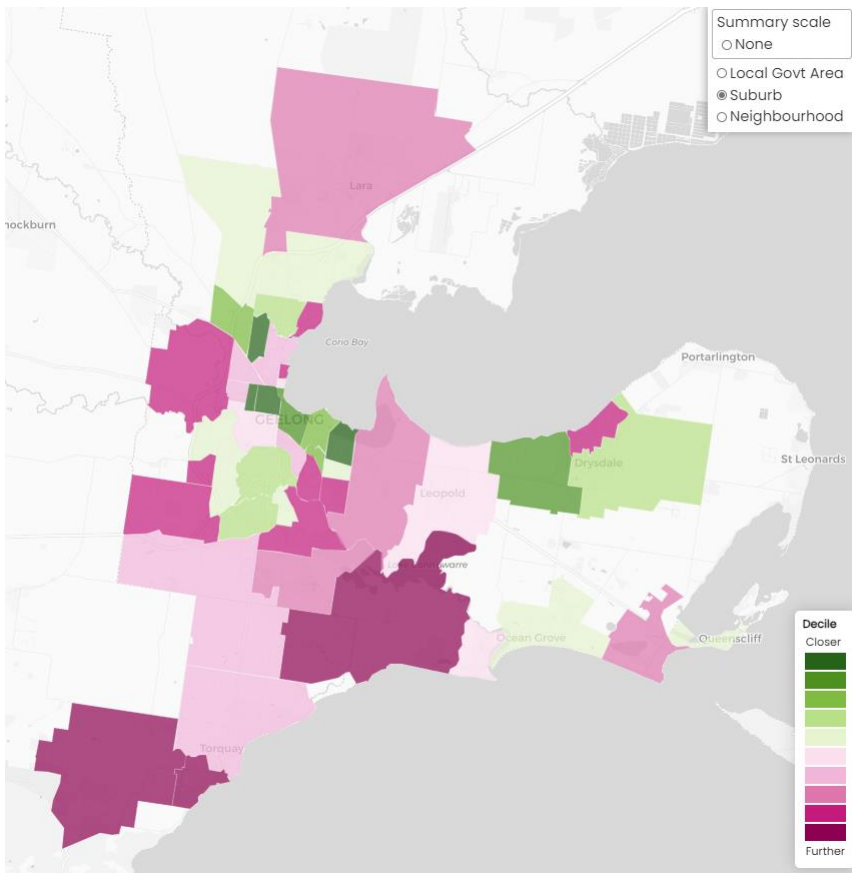 Summary scale
None
Local Govt Area
Suburb
Neighbourhood
Lara
nockburn
Corio Bay
Portarlington
GEELONG
Drysdale
St Leonards
Leopold
Ocean Grove
Queenscliff
Torquay
Decile
Closer
Further